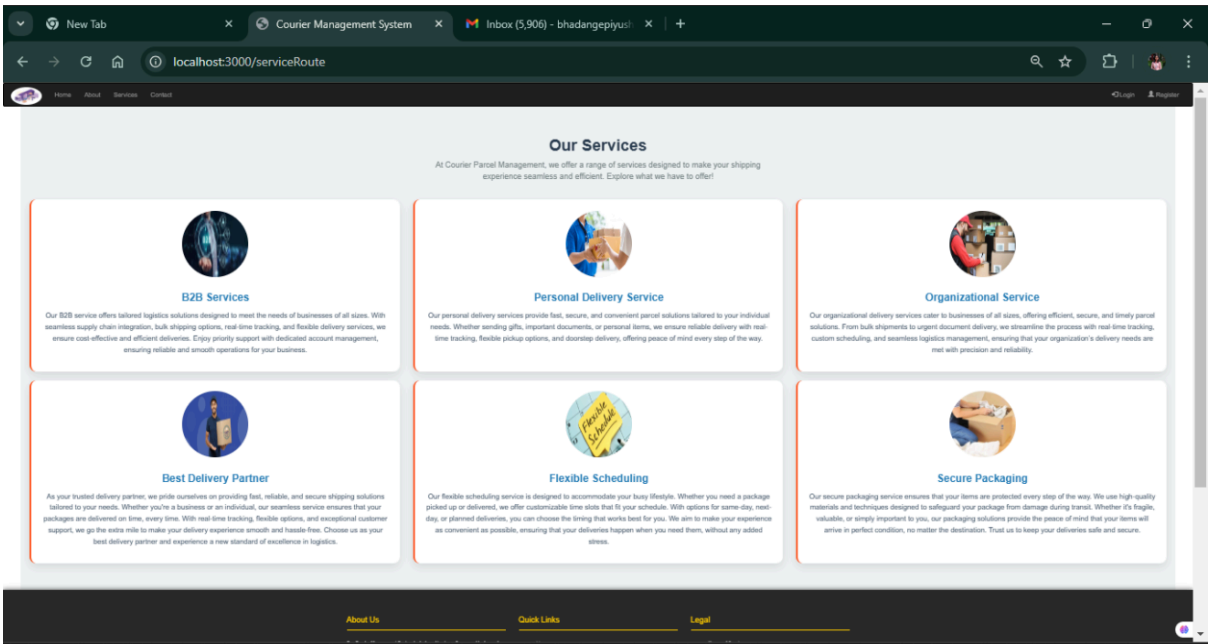 New Tab
Courier Management System
Inbox (5,906) - bhadangepiyush
localhost:3000/serviceRoute
Home About Services Contact
Login Register
Our Services
At Courier Parcel Management, we offer a range of services designed to make your shipping
experience seamless and efficient. Explore what we have to offer!
B2B Services
Our B2B service offers tailored logistics solutions designed to meet the needs of businesses of all sizes. With
seamless supply chain integration, bulk shipping options, real-time tracking, and flexible delivery services, we
ensure cost-effective and efficient deliveries. Enjoy priority support with dedicated account management,
ensuring reliable and smooth operations for your business.
Personal Delivery Service
Our personal delivery services provide fast, secure, and convenient parcel solutions tailored to your individual
needs. Whether sending gifts, important documents, or personal items, we ensure reliable delivery with real-
time tracking, flexible pickup options, and doorstep delivery, offering peace of mind every step of the way.
Organizational Service
Our organizational delivery services cater to businesses of all sizes, offering efficient, secure, and timely parcel
solutions. From bulk shipments to urgent document delivery, we streamline the process with real-time tracking,
custom scheduling, and seamless logistics management, ensuring that your organization's delivery needs are
met with precision and reliability.
Best Delivery Partner
As your trusted delivery partner, we pride ourselves on providing fast, reliable, and secure shipping solutions
tailored to your needs. Whether you're a business or an individual, our seamless service ensures that your
packages are delivered on time, every time. With real-time tracking, flexible options, and exceptional customer
support, we go the extra mile to make your delivery experience smooth and hassle-free. Choose us as your
best delivery partner and experience a new standard of excellence in logistics.
Flexible
Schedule
Flexible Scheduling
Our flexible scheduling service is designed to accommodate your busy lifestyle. Whether you need a package
picked up or delivered, we offer customizable time slots that fit your schedule. With options for same-day, next-
day, or planned deliveries, you can choose the timing that works best for you. We aim to make your experience
as convenient as possible, ensuring that your deliveries happen when you need them, without any added
stress.
Secure Packaging
Our secure packaging service ensures that your items are protected every step of the way. We use high-quality
materials and techniques designed to safeguard your package from damage during transit. Whether it's fragile,
valuable, or simply important to you, our packaging solutions provide the peace of mind that your items will
arrive in perfect condition, no matter the destination. Trust us to keep your deliveries safe and secure.
About Us Quick Links Legal